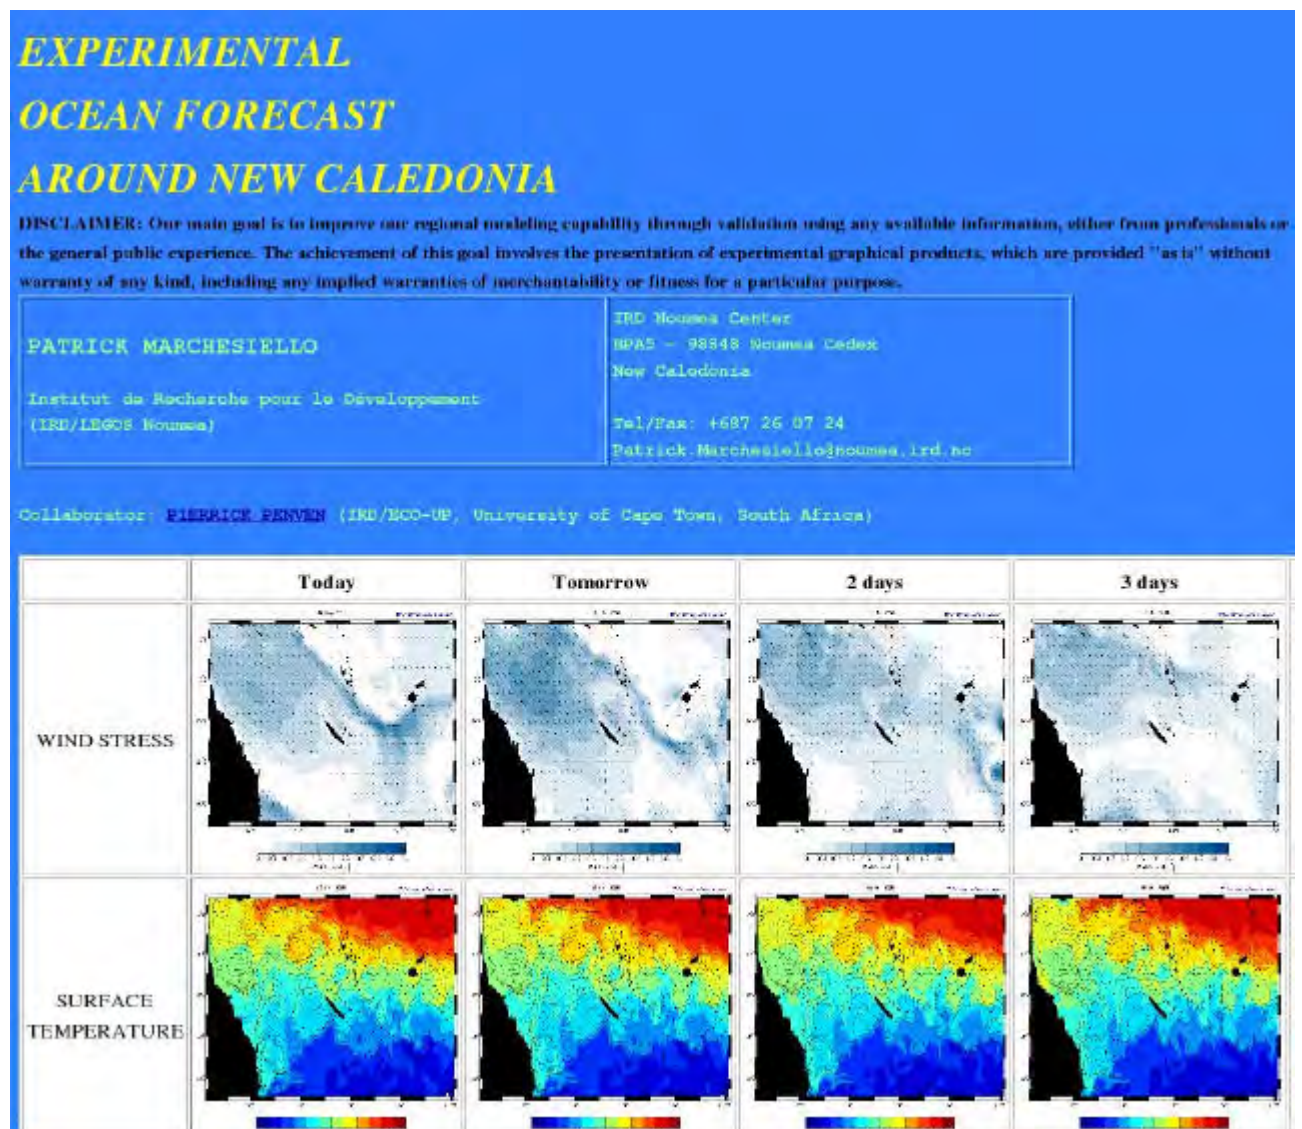 EXPERIMENTAL
OCEAN FORECAST
AROUND NEW CALEDONIA
DISCLAIMER: Our main goal is to improve our regional modeling capability through validation using any available information, either from professionals or
the general public experience. The achievement of this goal involves the presentation of experimental graphical products, which are provided "as is" without
warranty of any kind, including any implied warranties of merchantability or fitness for a particular purpose.
PATRICK MARCHESIELLO
Institut de Recherche pour le Développement
(IRD/LEGOS Noumea)
IRD Noumea Center
BPA5 - 98848 Noumea Cedex
New Caledonia
Tel/Fax: +687 26 07 24
Patrick.Marchesiello@noumea.ird.nc
Collaborator: PIERRICK PENVEN (IRD/ECO-UP, University of Cape Town, South Africa)
Today Tomorrow 2 days 3 days
WIND STRESS
SURFACE
TEMPERATURE